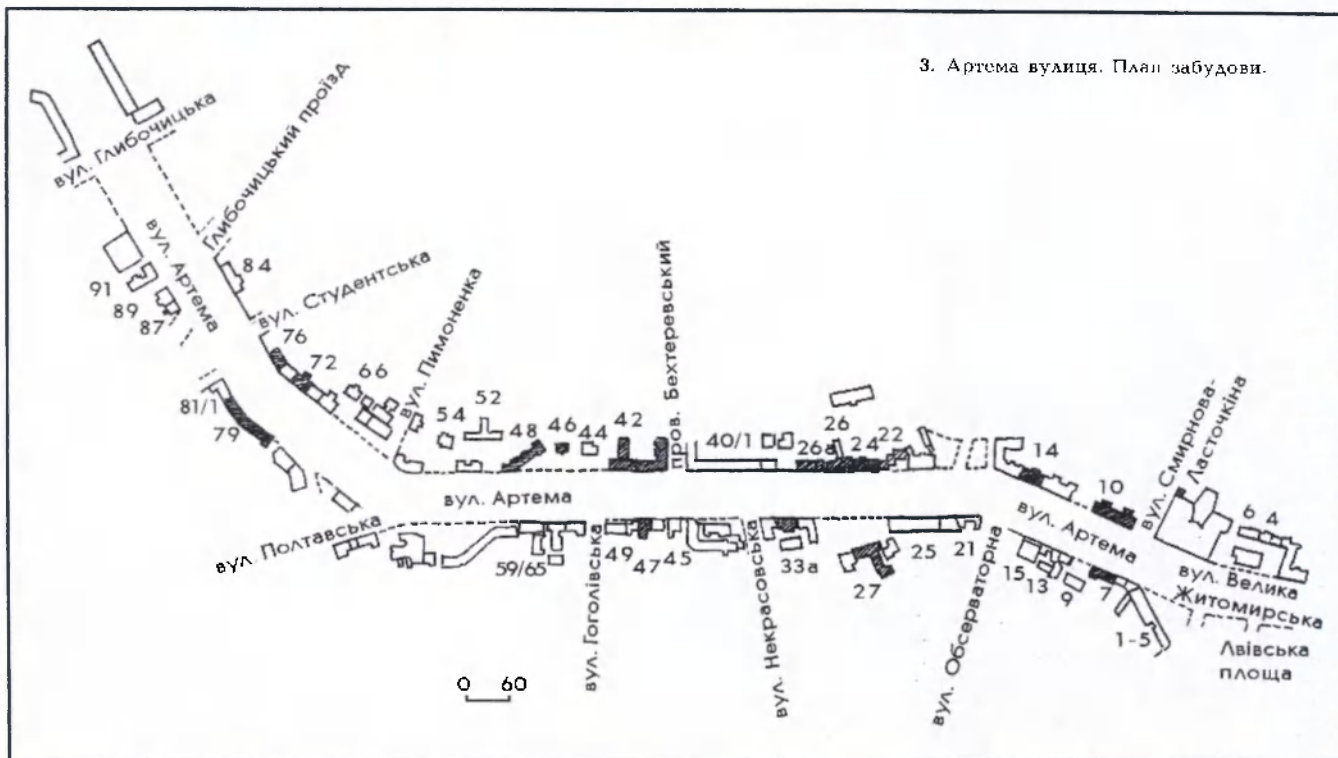 3. Артема вулиця. План забудови.
вул. Глибочицька
Глибочицький проїзд
вул. Артема
84
91
89
87
вул. Студентська
76
72
66
вул. Пимоненка
54
52
48
46
44
42
пров. Бехтеревський
40/1
26
26а
24
22
14
10
вул. Смирнова-
Ласточкіна
6
4
81/1
79
вул. Артема
вул. Артема
вул. Полтавська
59/65
вул. Гоголівська
49
47
45
вул. Некрасовська
33а
27
25
21
вул. Обсерваторна
15
13
9
7
1-5
вул. Велика
Житомирська
Львівська
площа
0 60